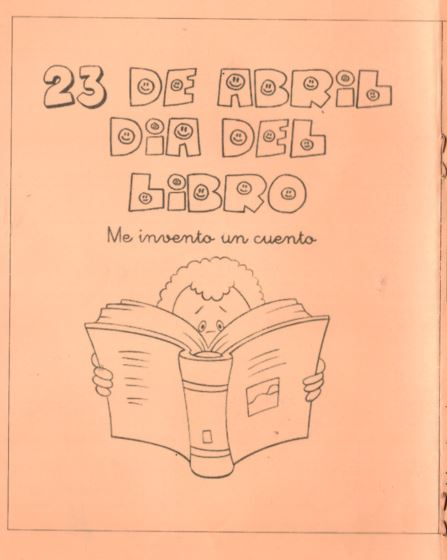 23 DE ABRIL
DIA DEL
LIBRO
Me invento un cuento